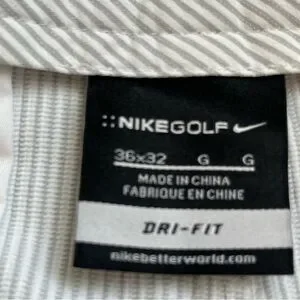 NIKEGOLF
36x32 G G
MADE IN CHINA
FABRIQUE EN CHINE
DRI-FIT
nikebetterworld.com